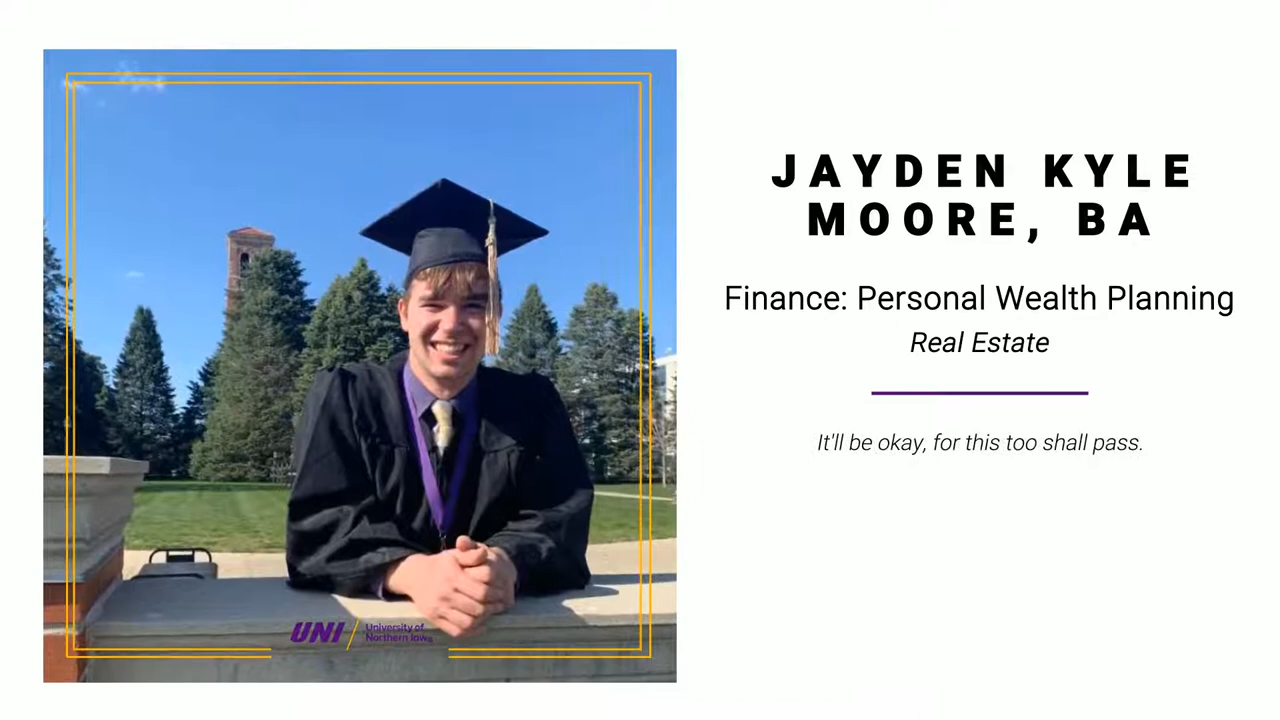 JAYDEN KYLE
MOORE, BA
Finance: Personal Wealth Planning
Real Estate
It'll be okay, for this too shall pass.
UNI
University of
Northern Iowa